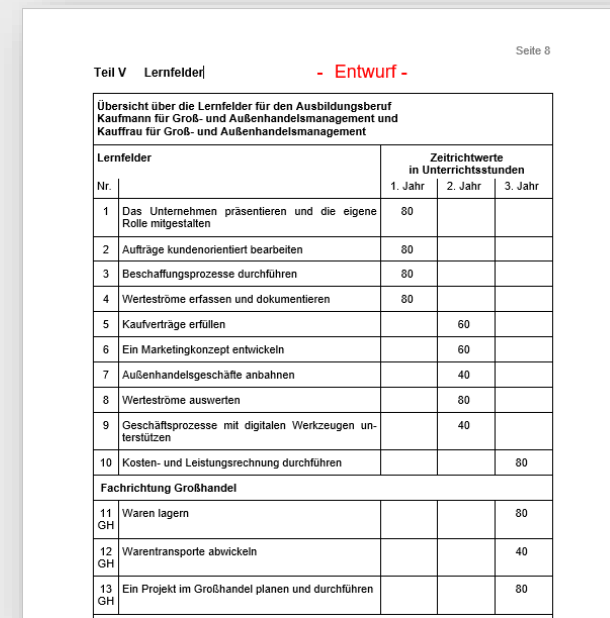 Seite 8
Teil V Lernfelder - Entwurf -
Übersicht über die Lernfelder für den Ausbildungsberuf
Kaufmann für Groß- und Außenhandelsmanagement und
Kauffrau für Groß- und Außenhandelsmanagement
Lernfelder Zeitrichtwerte
in Unterrichtsstunden
Nr. 1. Jahr 2. Jahr 3. Jahr
1 Das Unternehmen präsentieren und die eigene 80
Rolle mitgestalten
2 Aufträge kundenorientiert bearbeiten 80
3 Beschaffungsprozesse durchführen 80
4 Werteströme erfassen und dokumentieren 80
5 Kaufverträge erfüllen 60
6 Ein Marketingkonzept entwickeln 60
7 Außenhandelsgeschäfte anbahnen 40
8 Werteströme auswerten 80
9 Geschäftsprozesse mit digitalen Werkzeugen un- 40
terstützen
10 Kosten- und Leistungsrechnung durchführen 80
Fachrichtung Großhandel
11 Waren lagern 80
GH
12 Warentransporte abwickeln 40
GH
13 Ein Projekt im Großhandel planen und durchführen 80
GH